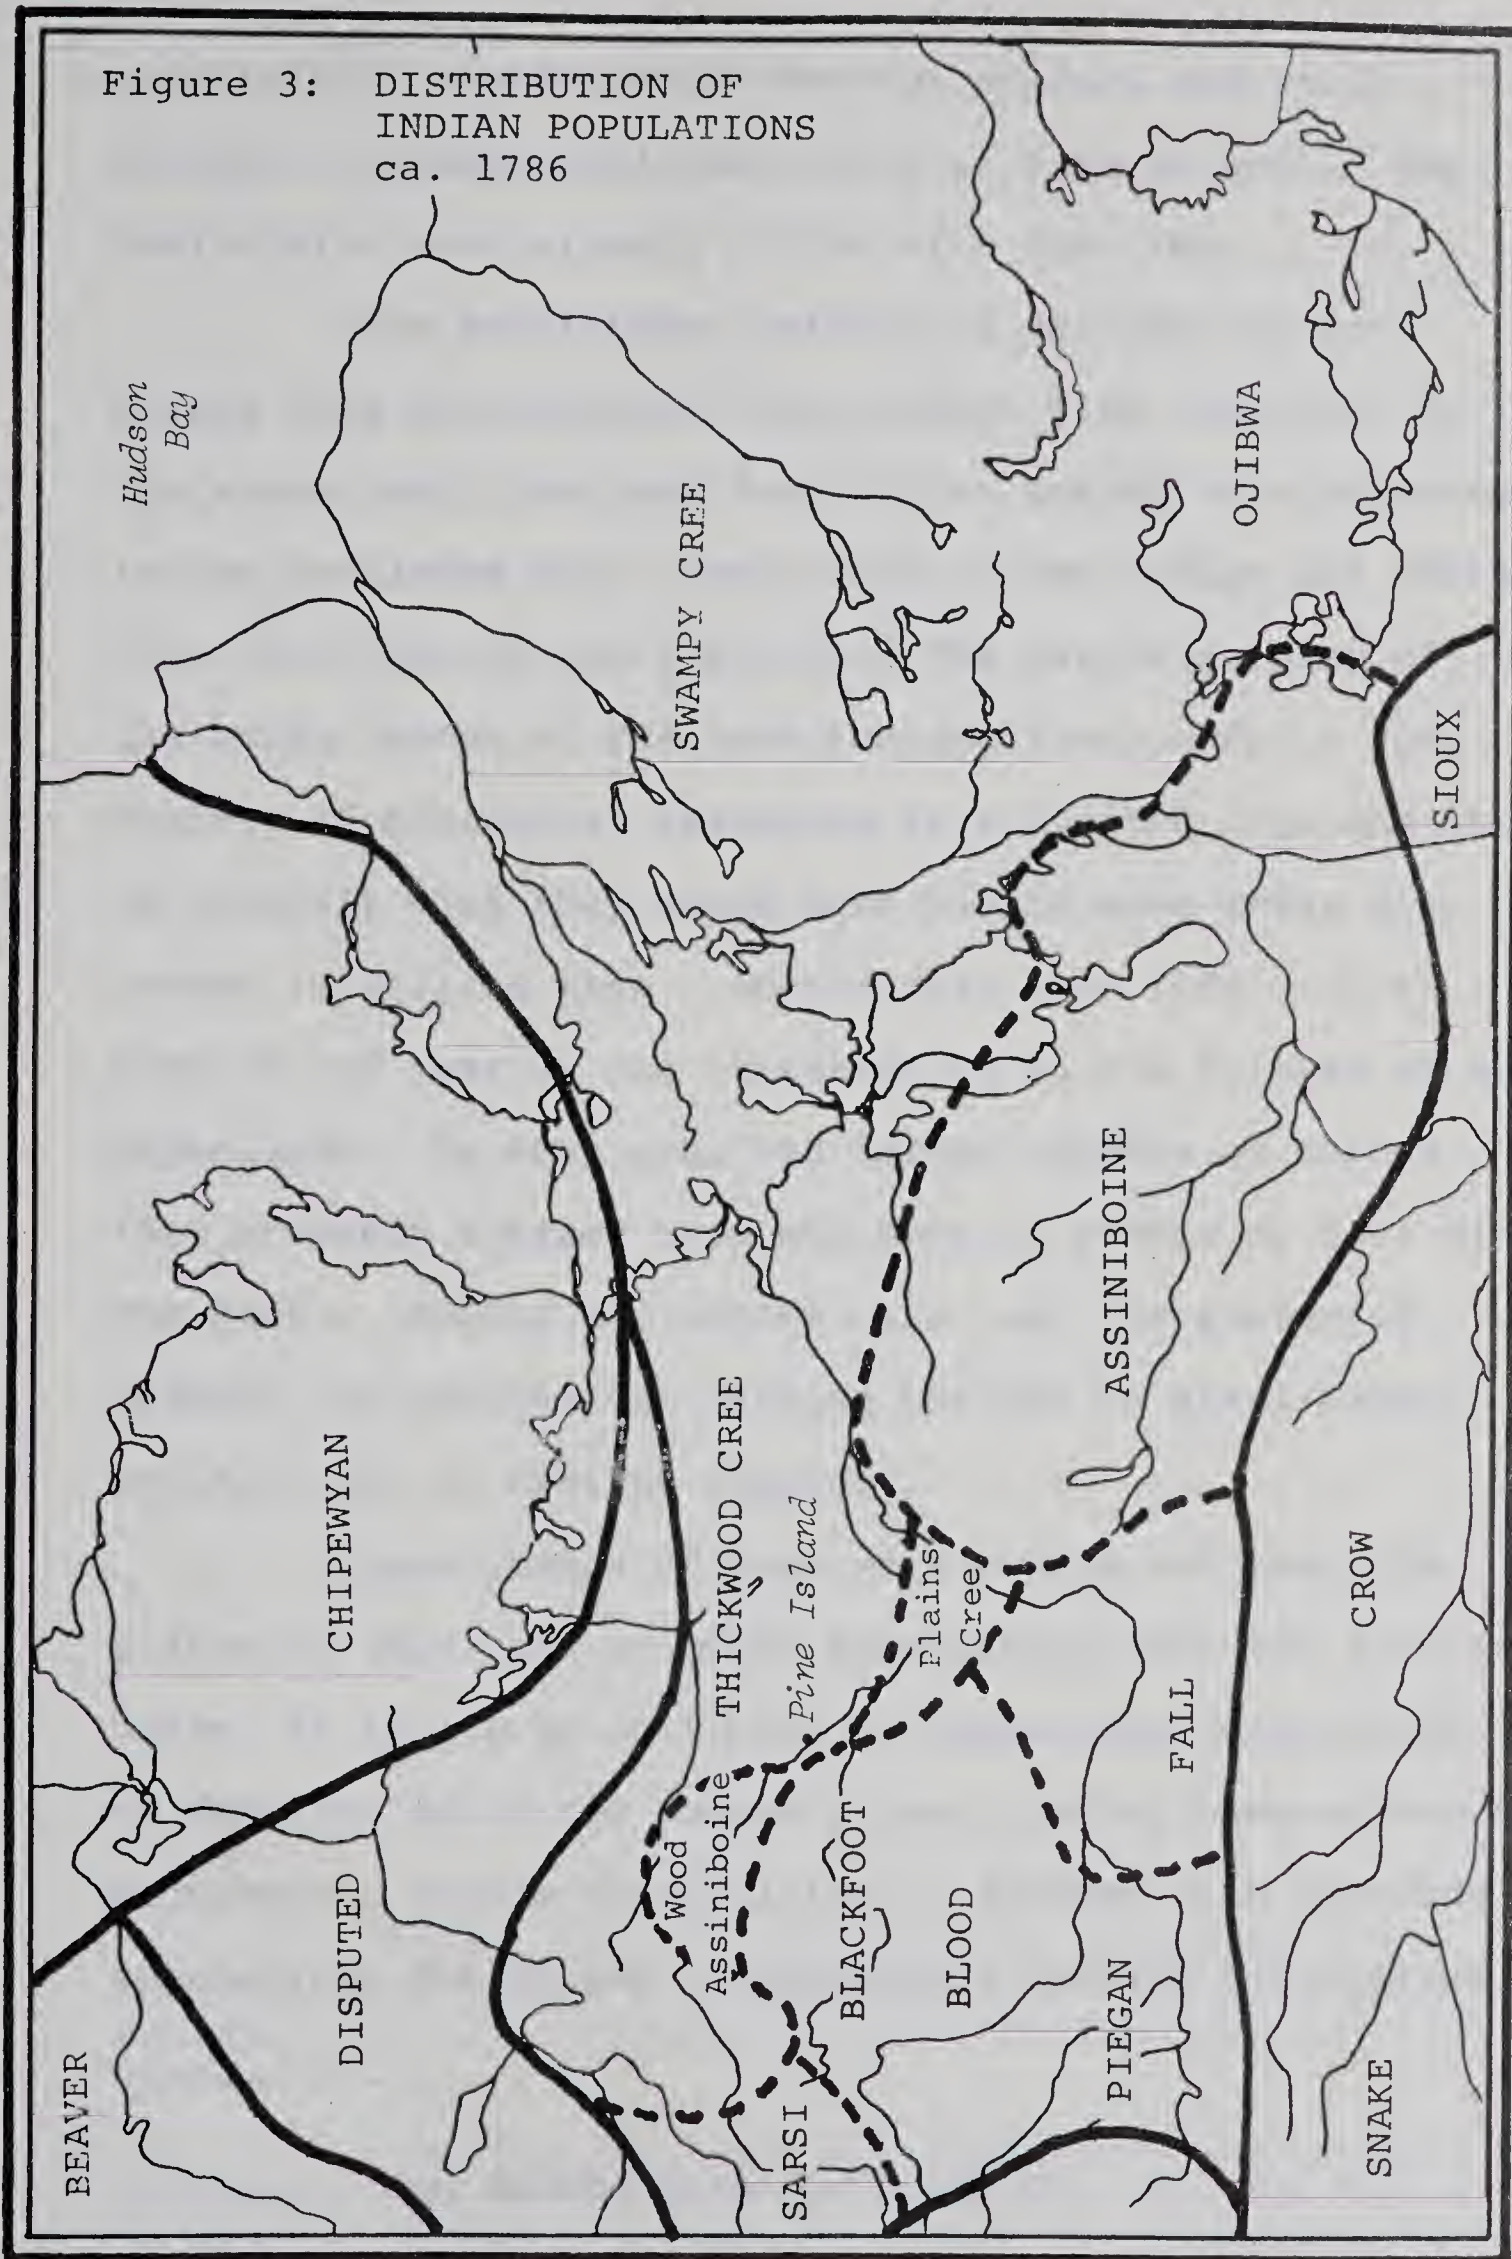 Figure 3: DISTRIBUTION OF
INDIAN POPULATIONS
ca. 1786
Hudson
Bay
SWAMPY CREE
OJIBWA
SIOUX
CHIPEWYAN
THICKWOOD CREE
Pine Island
Plains
Cree
ASSINIBOINE
CROW
FALL
BEAVER
DISPUTED
Wood
Assiniboine
BLACKFOOT
BLOOD
PIEGAN
SARSI
SNAKE